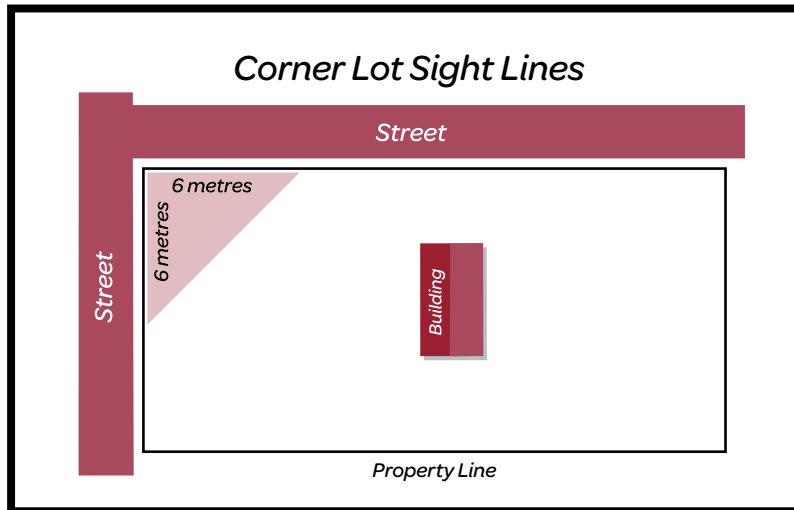 Corner Lot Sight Lines
Street
6 metres
6 metres
Street
Building
Property Line